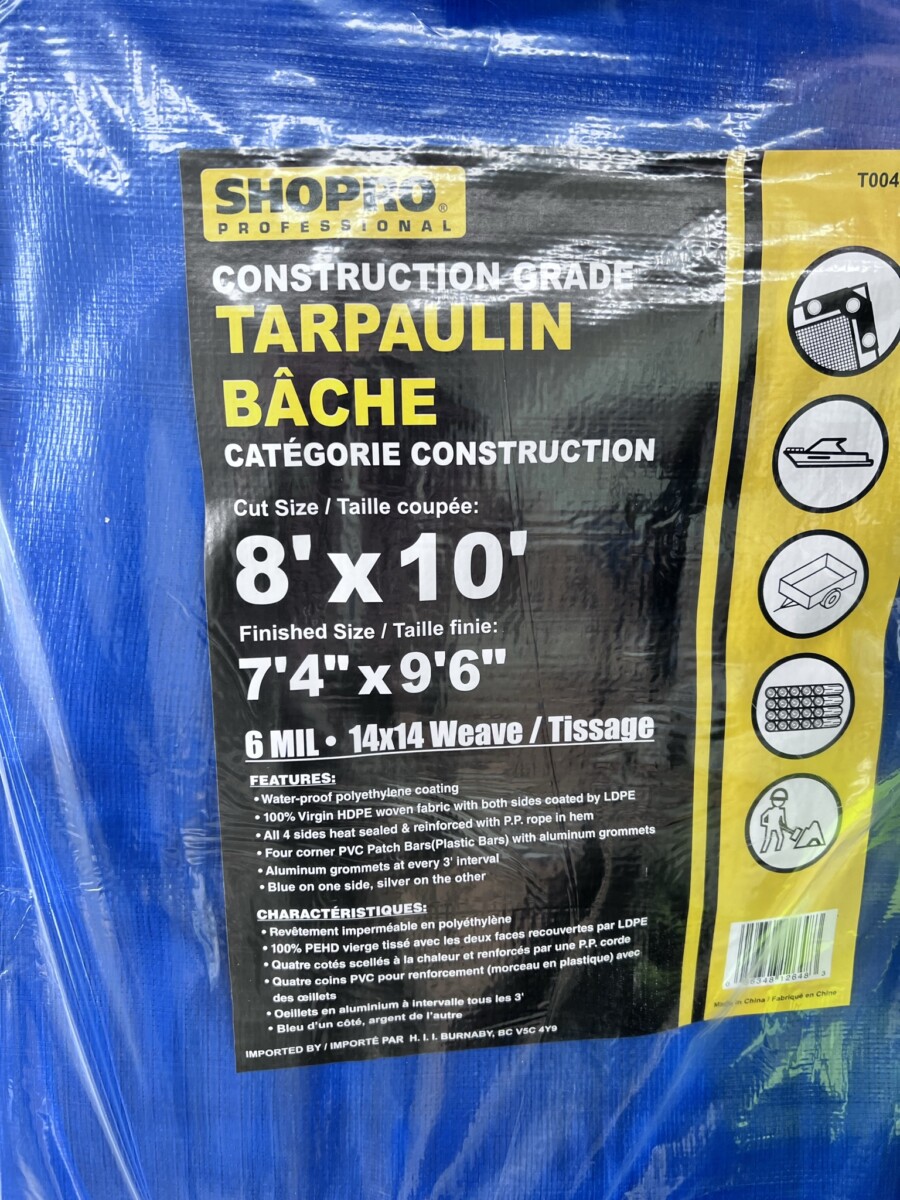 SHOPRO®
PROFESSIONAL
T004
CONSTRUCTION GRADE
TARPAULIN
BÂCHE
CATÉGORIE CONSTRUCTION
Cut Size / Taille coupée:
8' x 10'
Finished Size / Taille finie:
7'4" x 9'6"
6 MIL • 14x14 Weave / Tissage
FEATURES:
• Water-proof polyethylene coating
• 100% Virgin HDPE woven fabric with both sides coated by LDPE
• All 4 sides heat sealed & reinforced with P.P. rope in hem
• Four corner PVC Patch Bars(Plastic Bars) with aluminum grommets
• Aluminum grommets at every 3' interval
• Blue on one side, silver on the other
CHARACTÉRISTIQUES:
• Revêtement imperméable en polyéthylène
• 100% PEHD vierge tissé avec les deux faces recouvertes par LDPE
• Quatre cotés scellés à la chaleur et renforcés par une P.P. corde
• Quatre coins PVC pour renforcement (morceau en plastique) avec
des œillets
• Oeillets en aluminium à intervalle tous les 3'
• Bleu d'un côté, argent de l'autre
IMPORTED BY / IMPORTÉ PAR H. I. I. BURNABY, BC V5C 4Y9
Made in China / Fabriqué en Chine